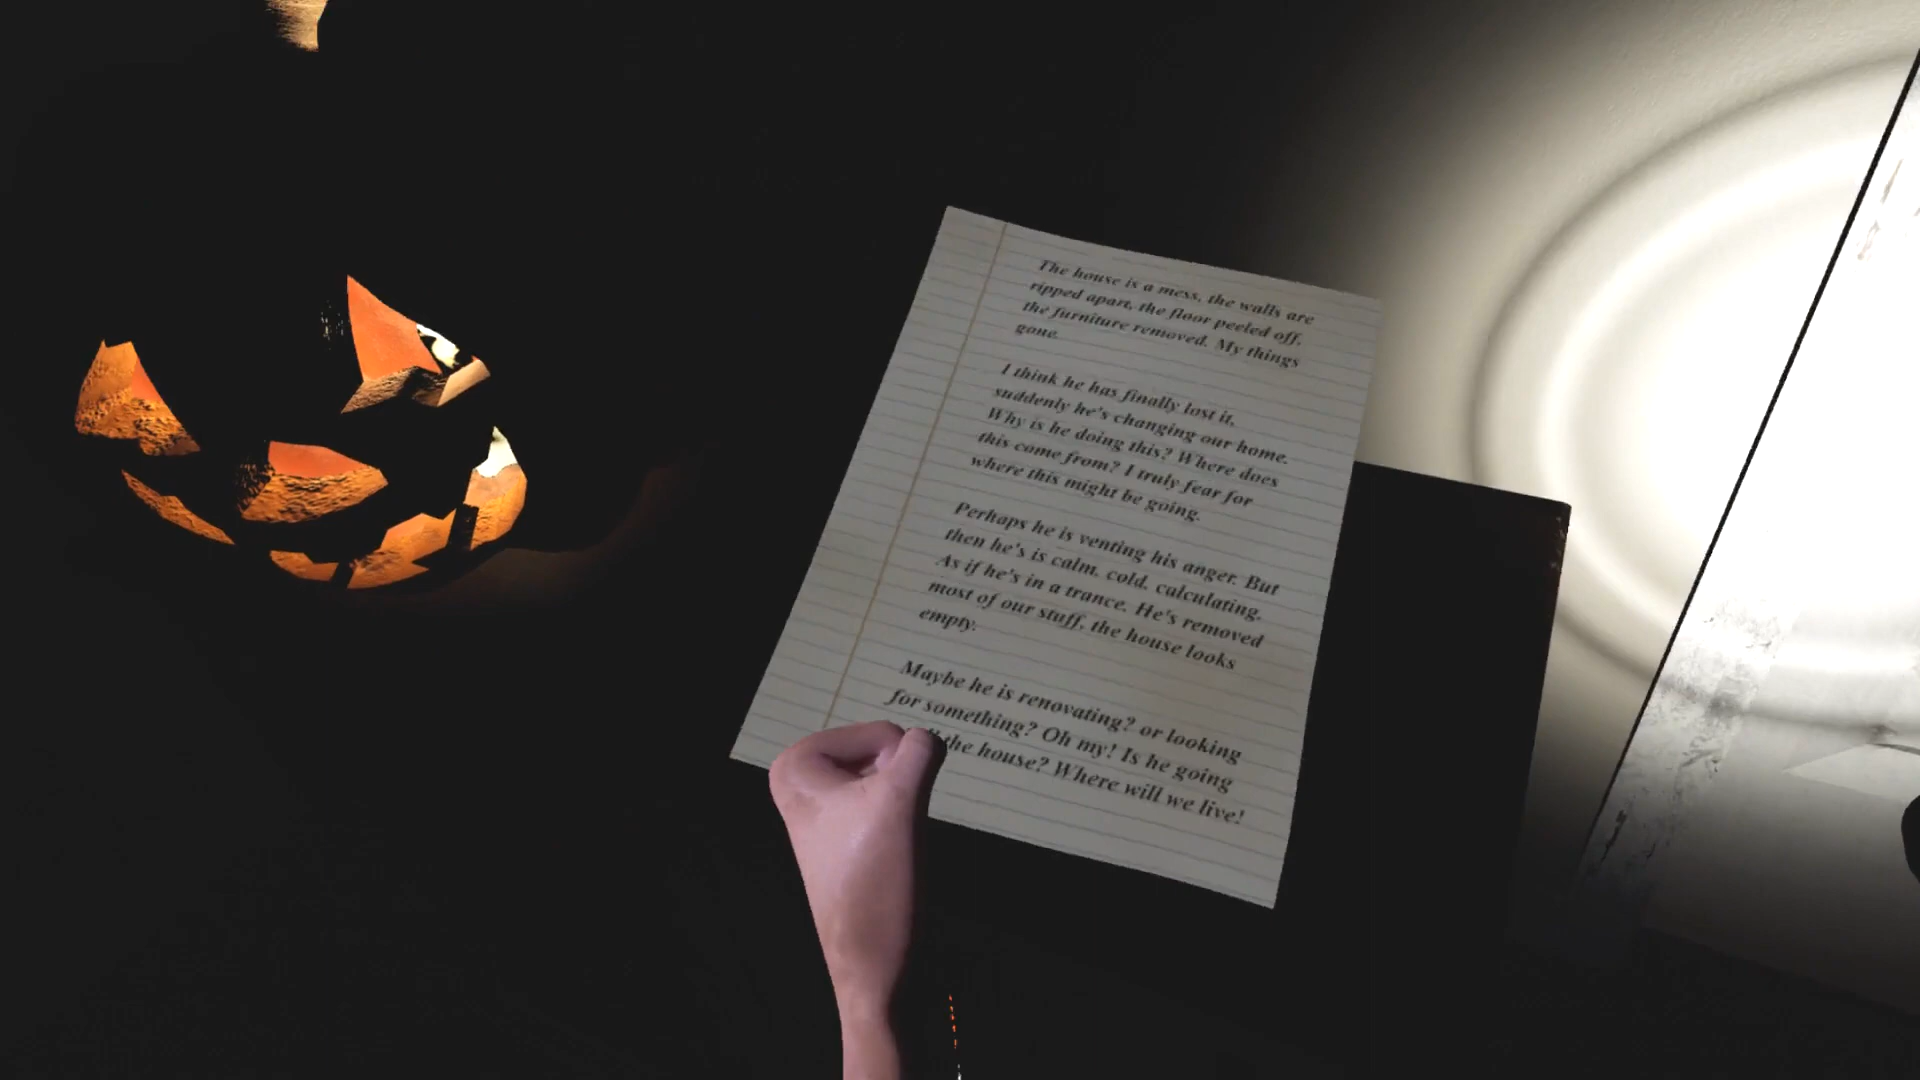 The house is a mess, the walls are
ripped apart, the floor peeled off,
the furniture removed. My things
gone.
I think he has finally lost it,
suddenly he's changing our home.
Why is he doing this? Where does
this come from? I truly fear for
where this might be going.
Perhaps he is venting his anger. But
then he's is calm, cold, calculating.
As if he's in a trance. He's removed
most of our stuff, the house looks
empty.
Maybe he is renovating? or looking
for something? Oh my! Is he going
the house? Where will we live!